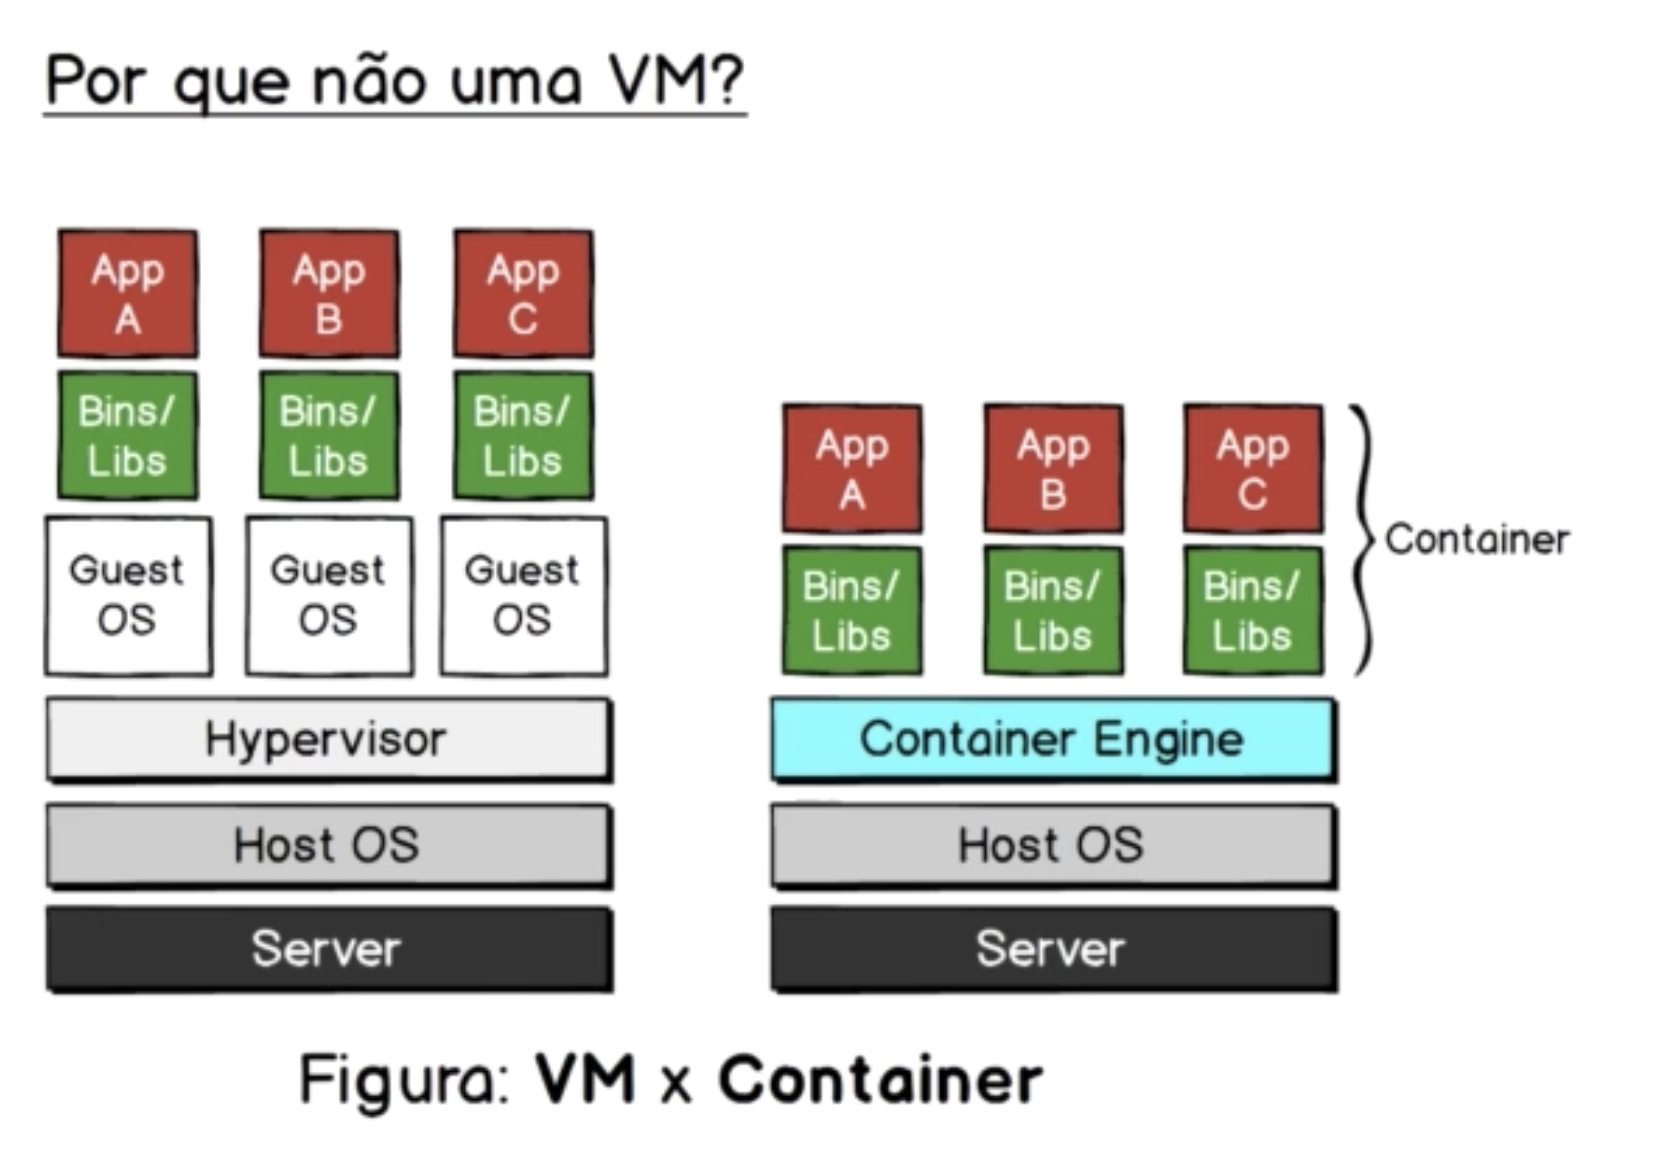 Por que não uma VM?
App
A
App
B
App
C
Bins/
Libs
Bins/
Libs
Bins/
Libs
Guest
OS
Guest
OS
Guest
OS
Hypervisor
Host OS
Server
App
A
App
B
App
C
Bins/
Libs
Bins/
Libs
Bins/
Libs
Container
Container Engine
Host OS
Server
Figura: VM x Container